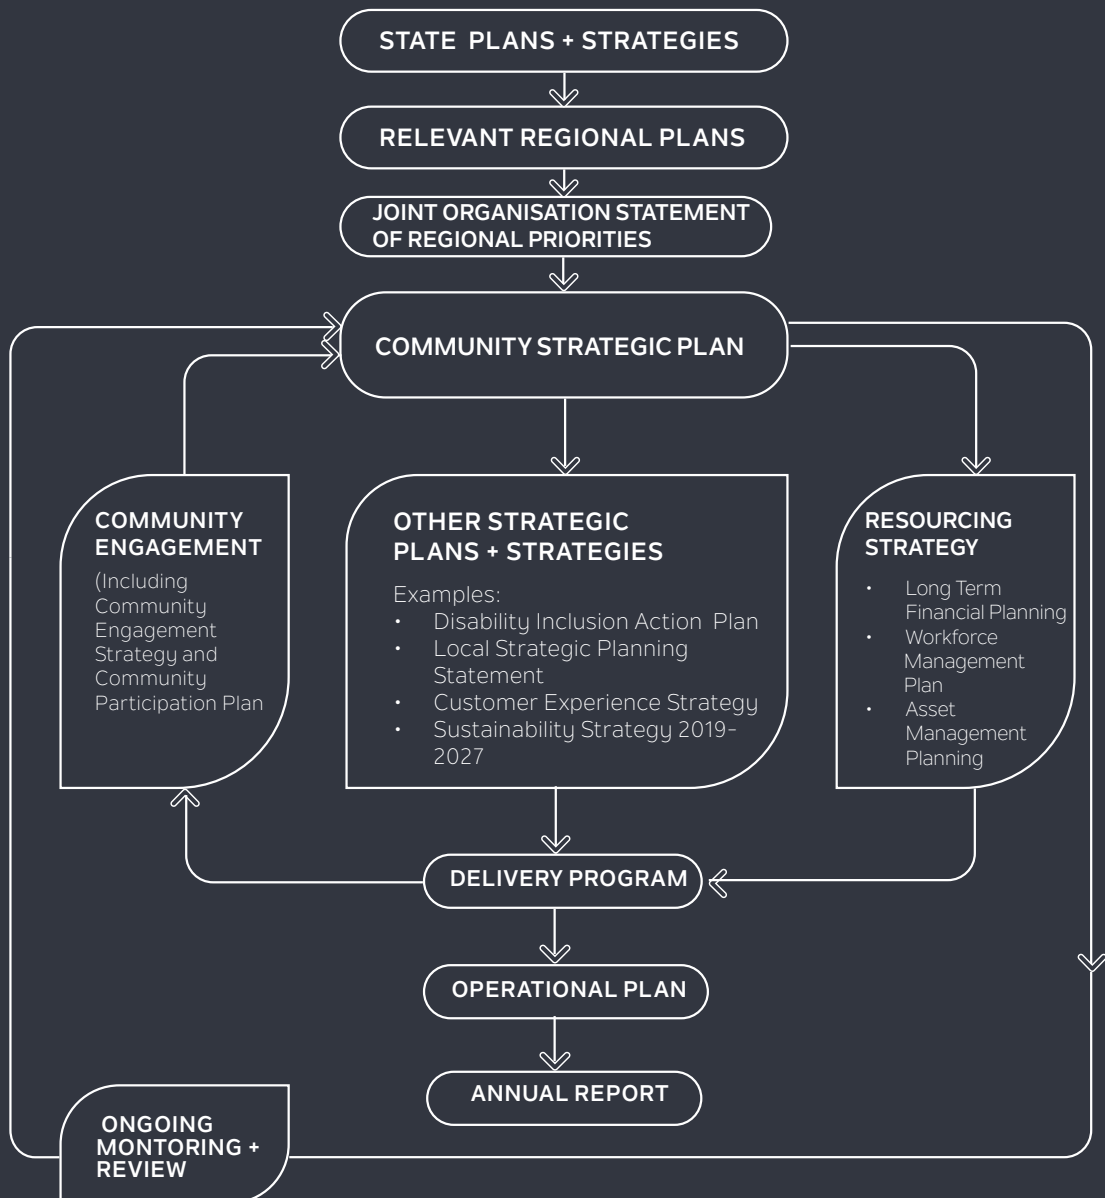 STATE PLANS + STRATEGIES
RELEVANT REGIONAL PLANS
JOINT ORGANISATION STATEMENT
OF REGIONAL PRIORITIES
COMMUNITY STRATEGIC PLAN
COMMUNITY
ENGAGEMENT
(Including
Community
Engagement
Strategy and
Community
Participation Plan
OTHER STRATEGIC
PLANS + STRATEGIES
Examples:
• Disability Inclusion Action Plan
• Local Strategic Planning
Statement
• Customer Experience Strategy
• Sustainability Strategy 2019-
2027
RESOURCING
STRATEGY
• Long Term
Financial Planning
• Workforce
Management
Plan
• Asset
Management
Planning
DELIVERY PROGRAM
OPERATIONAL PLAN
ANNUAL REPORT
ONGOING
MONTORING +
REVIEW